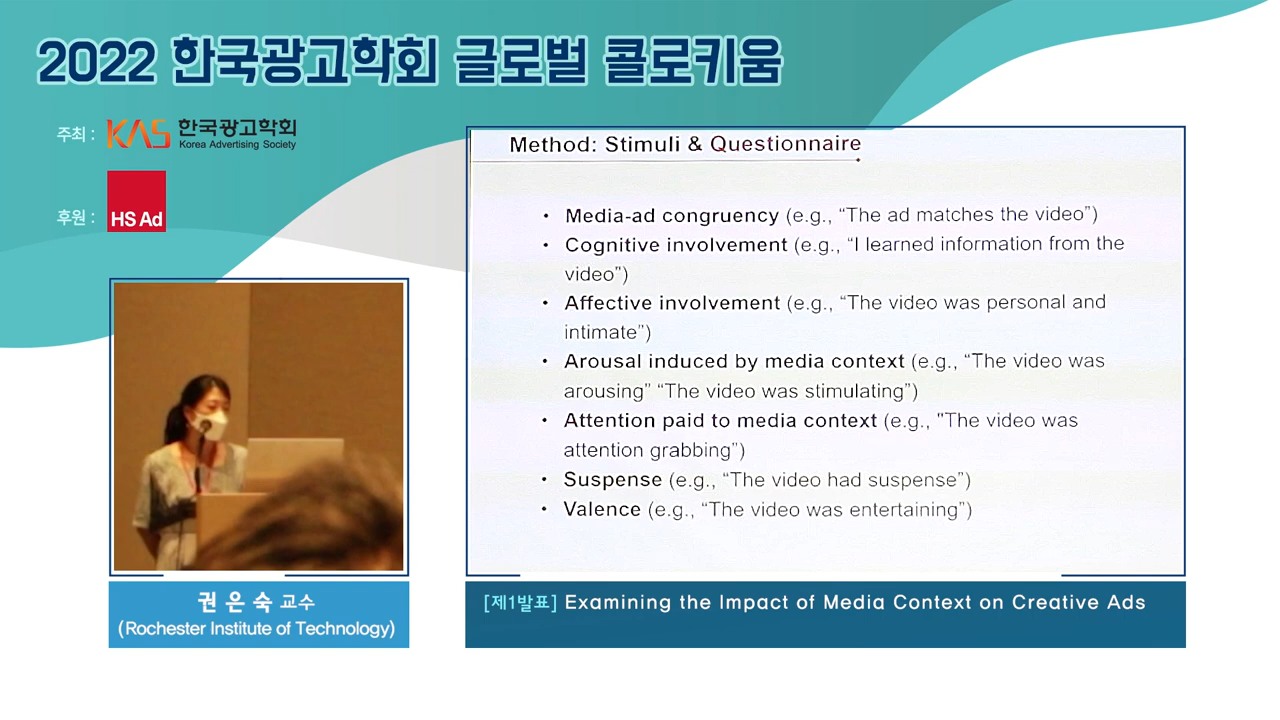 2022 한국광고학회 글로벌 콜로키움
주최 :
KAS 한국광고학회
Korea Advertising Society
후원 :
HS Ad
Method: Stimuli & Questionnaire
• Media-ad congruency (e.g., “The ad matches the video”)
• Cognitive involvement (e.g., “I learned information from the
video”)
• Affective involvement (e.g., “The video was personal and
intimate”)
• Arousal induced by media context (e.g., “The video was
arousing” “The video was stimulating”)
• Attention paid to media context (e.g., "The video was
attention grabbing”)
• Suspense (e.g., “The video had suspense”)
• Valence (e.g., “The video was entertaining”)
권 은 숙 교수
(Rochester Institute of Technology)
[제1발표] Examining the Impact of Media Context on Creative Ads